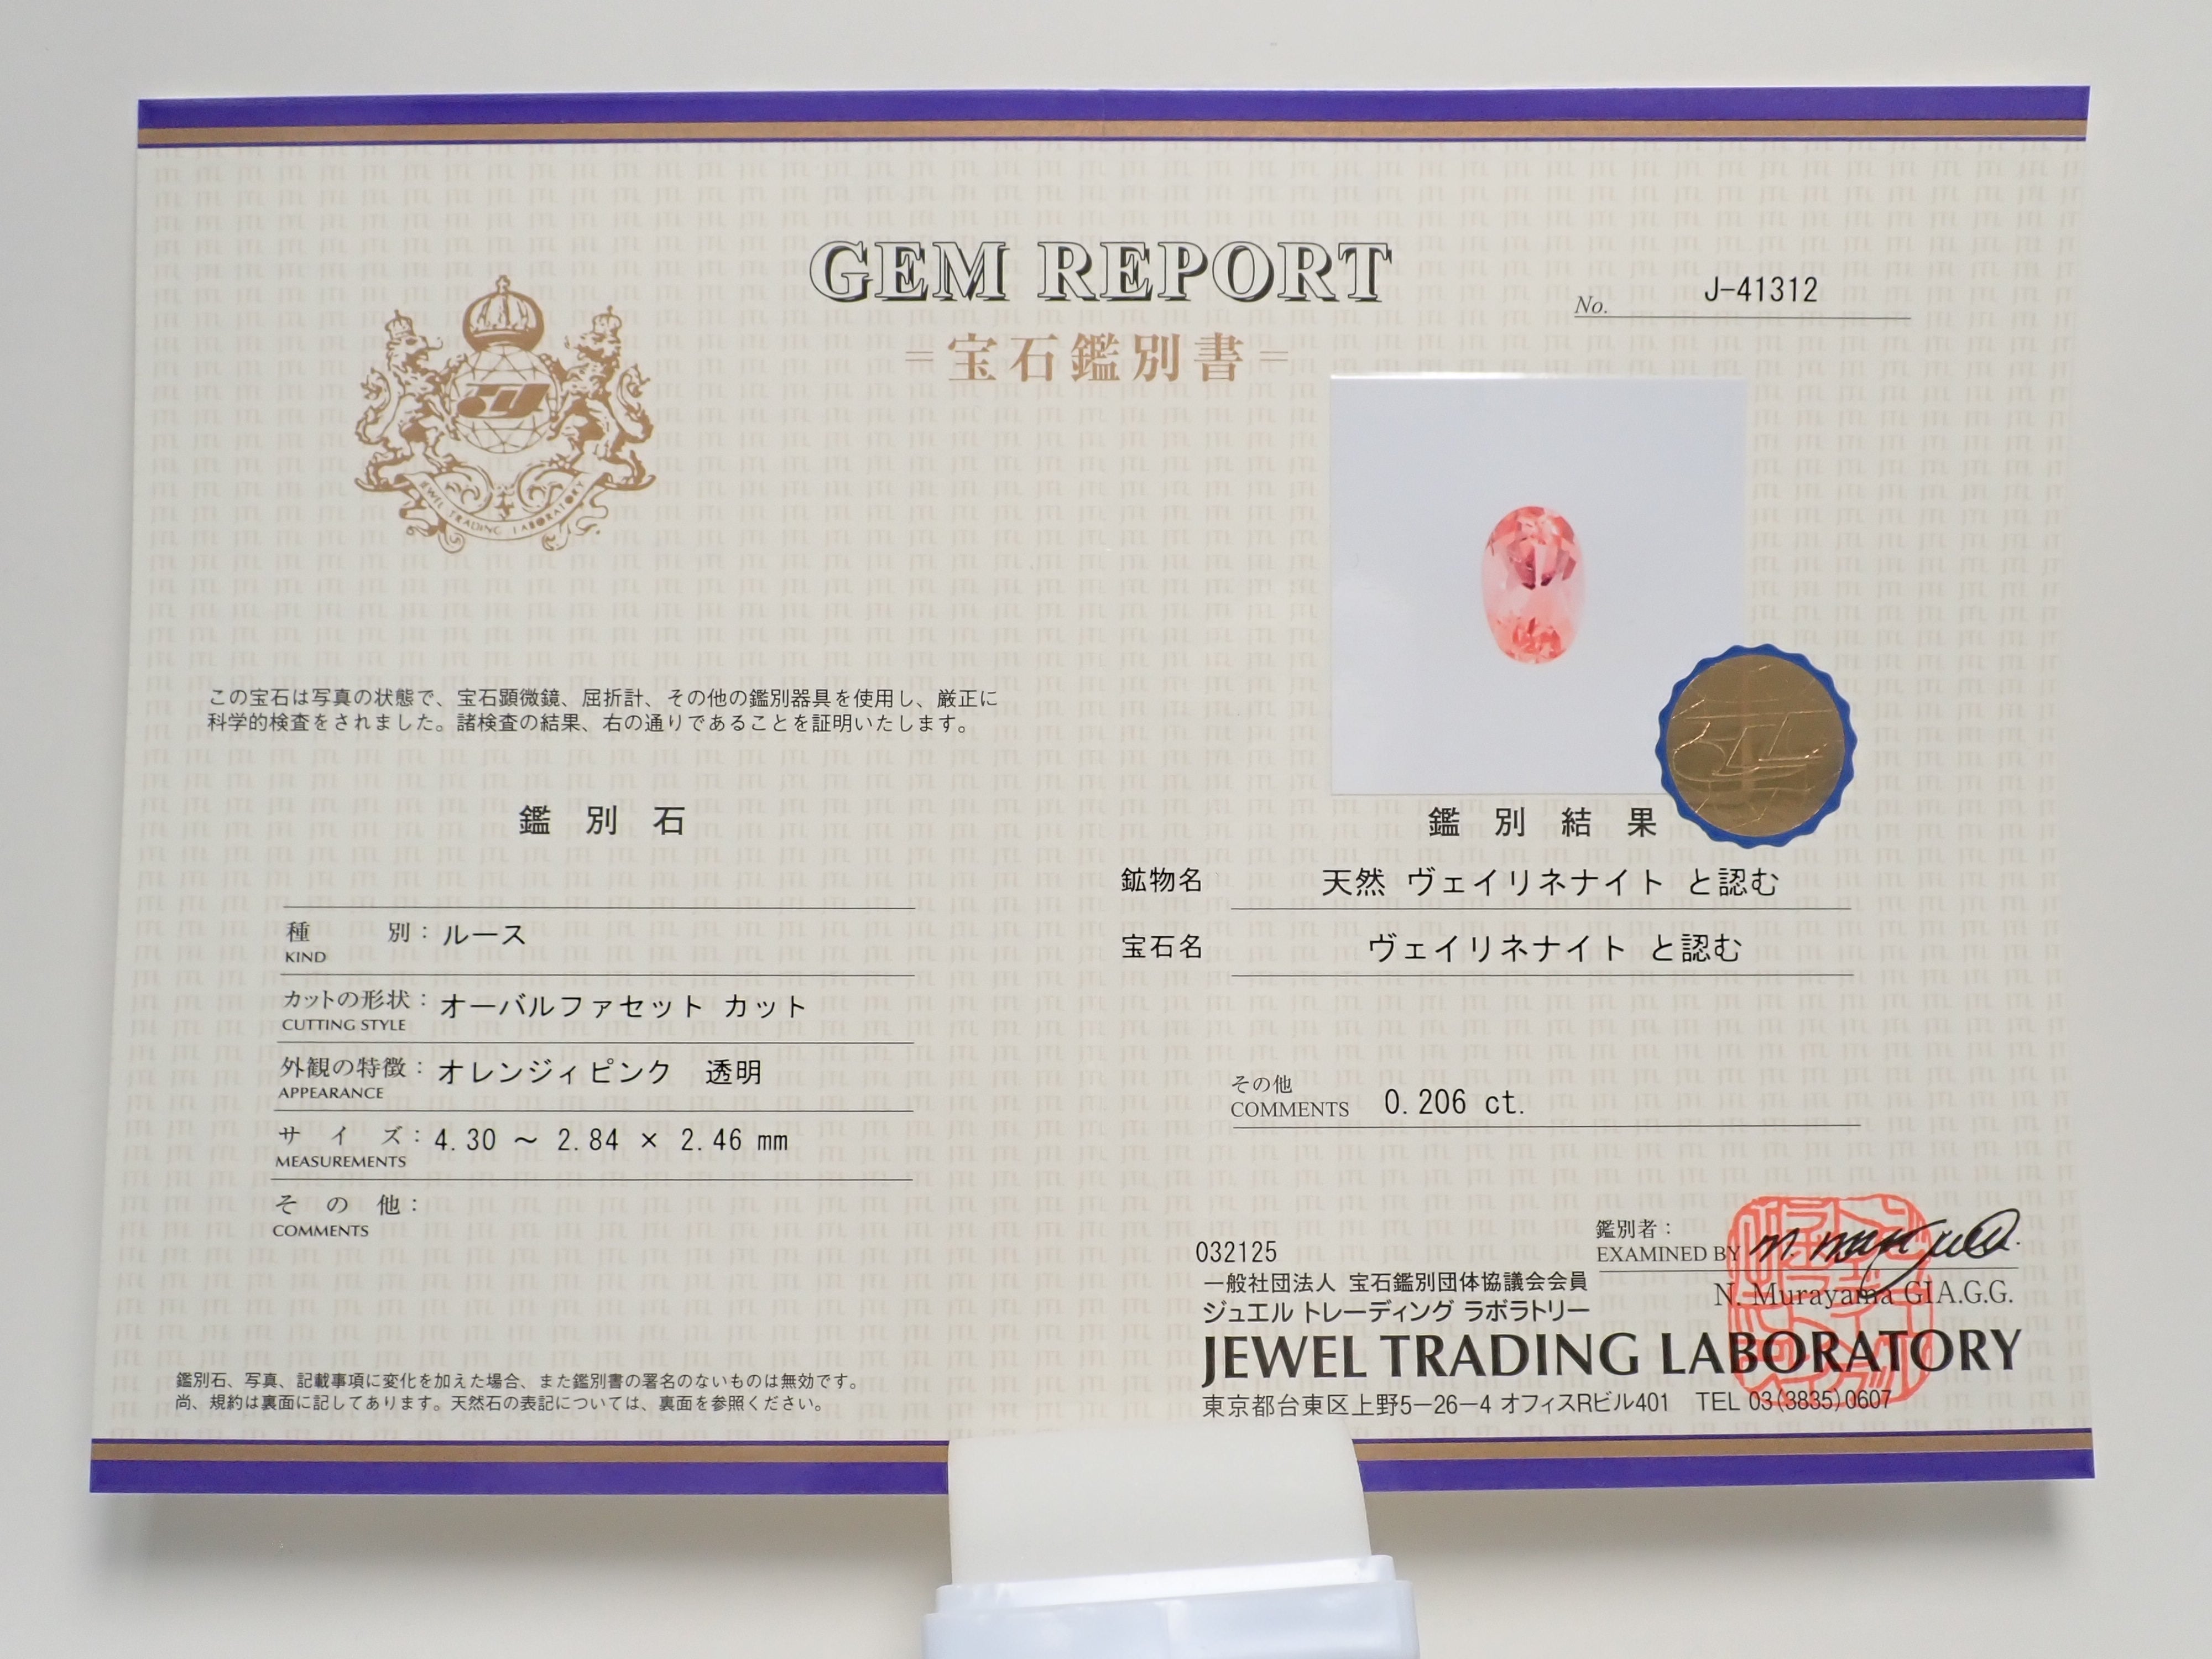 GEM REPORT
=宝石鑑別書=
No. J-41312
JEWEL TRADING LABORATORY
この宝石は写真の状態で、宝石顕微鏡、屈折計、その他の鑑別器具を使用し、厳正に
科学的検査をされました。諸検査の結果、右の通りであることを証明いたします。
鑑別石
種別：ルース
KIND
カットの形状：オーバルファセット カット
CUTTING STYLE
外観の特徴：オレンジィピンク 透明
APPEARANCE
サイズ：4.30 ～ 2.84 × 2.46 mm
MEASUREMENTS
その他：
COMMENTS
鑑別石、写真、記載事項に変化を加えた場合、また鑑別書の署名のないものは無効です。
尚、規約は裏面に記してあります。天然石の表記については、裏面を参照ください。
鑑別結果
鉱物名 天然 ヴェイリネナイト と認む
宝石名 ヴェイリネナイト と認む
その他
COMMENTS 0.206 ct.
鑑別者：
EXAMINED BY
N. Murayama GIA.G.G.
032125
一般社団法人 宝石鑑別団体協議会会員
ジュエル トレーディング ラボラトリー
JEWEL TRADING LABORATORY
東京都台東区上野5－26－4 オフィスRビル401 TEL 03(3835)0607